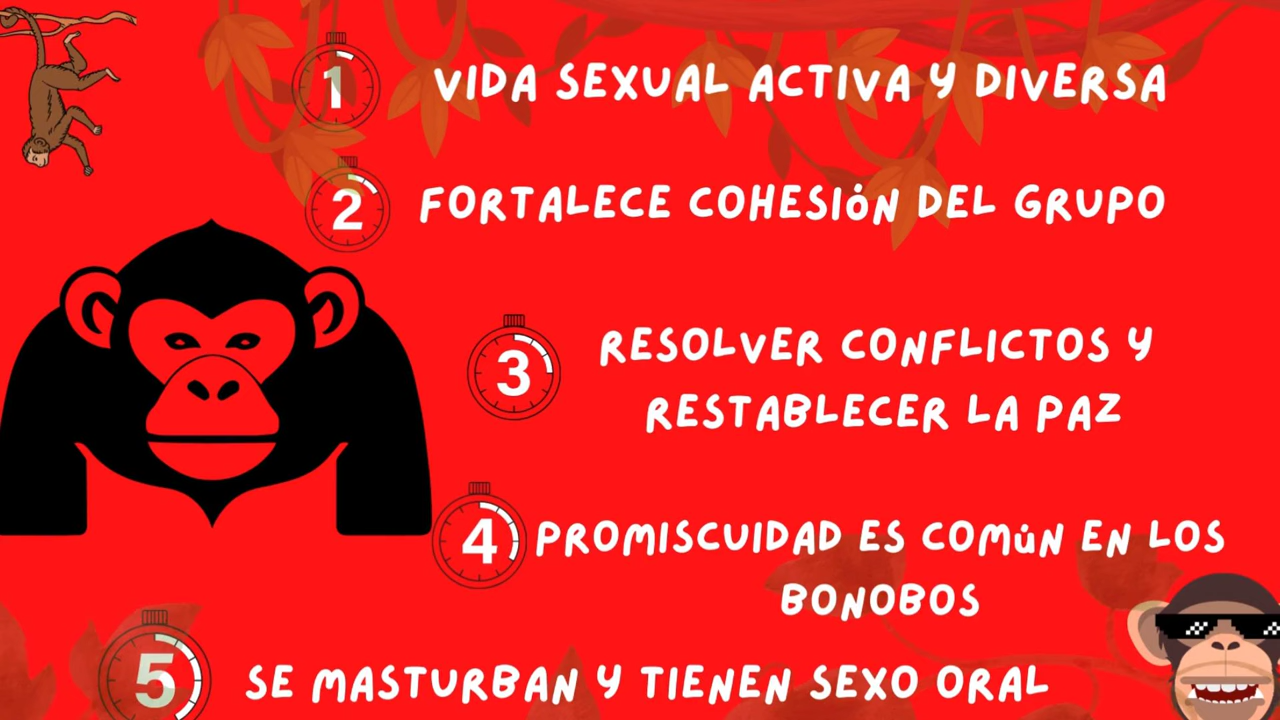 1 VIDA SEXUAL ACTIVA Y DIVERSA
2 FORTALECE COHESIÓN DEL GRUPO
3 RESOLVER CONFLICTOS Y
RESTABLECER LA PAZ
4 PROMISCUIDAD ES COMÚN EN LOS
BONOBOS
5 SE MASTURBAN Y TIENEN SEXO ORAL